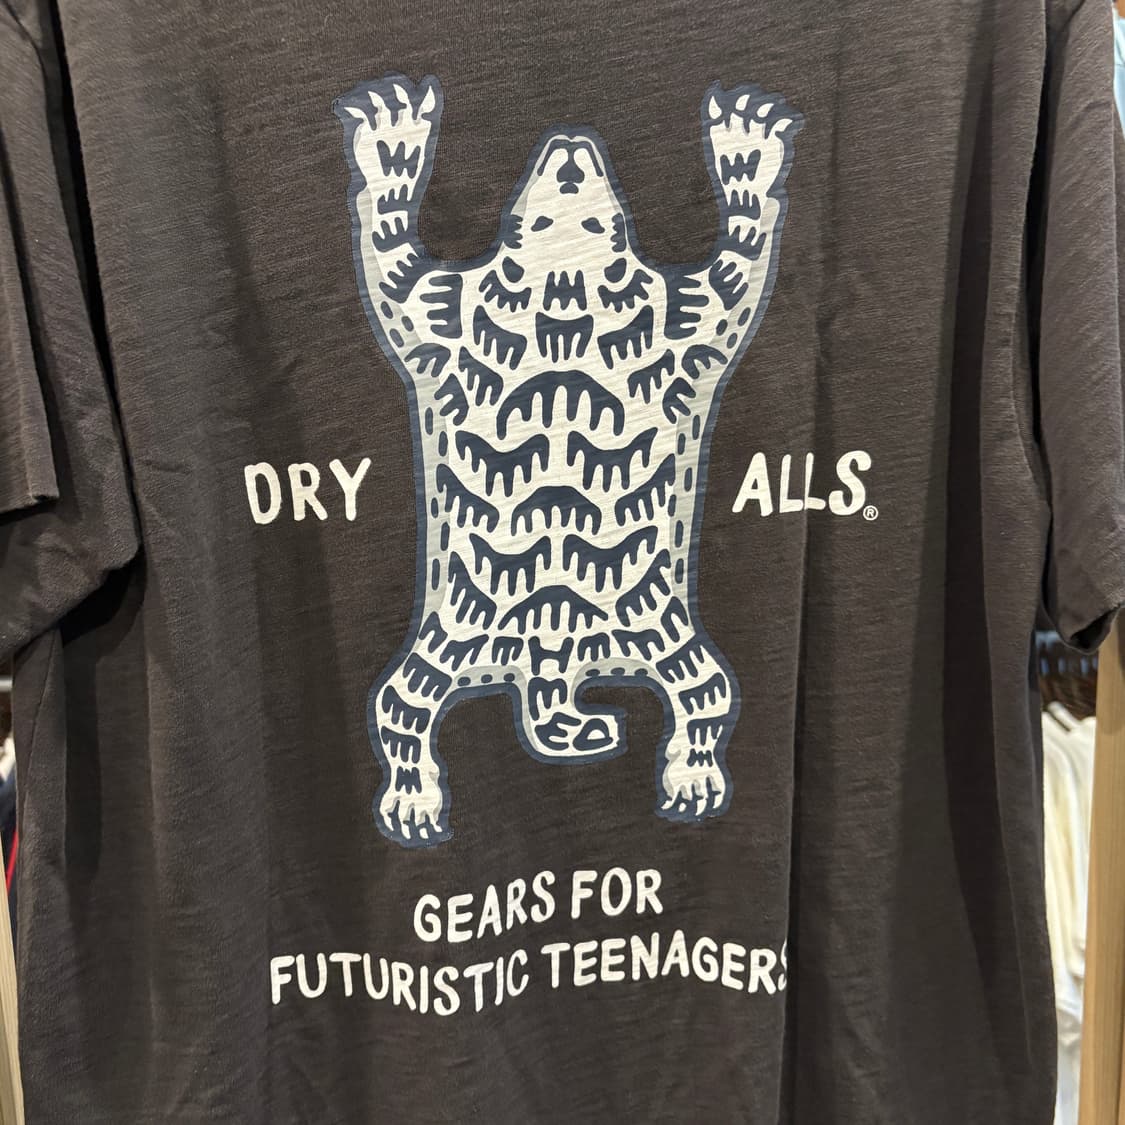 DRY ALLS®
GEARS FOR
FUTURISTIC TEENAGERS